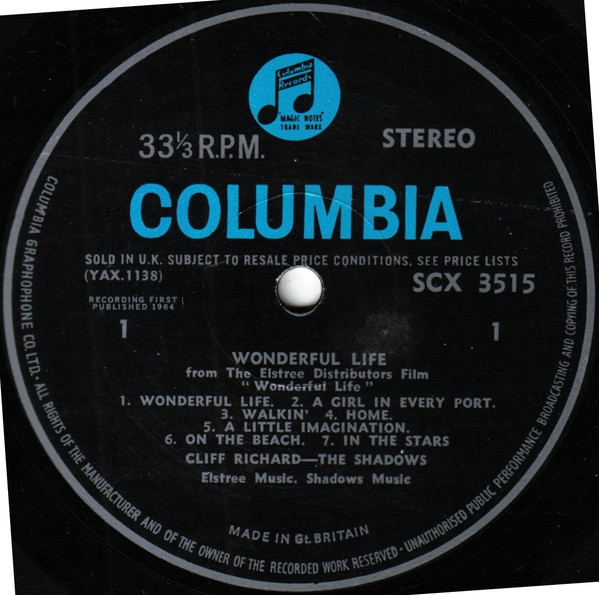 Columbia
Records
"MAGIC NOTES"
TRADE MARK
33⅓ R.P.M.
STEREO
COLUMBIA
SOLD IN U.K. SUBJECT TO RESALE PRICE CONDITIONS, SEE PRICE LISTS
(YAX.1138)
SCX 3515
RECORDING FIRST
PUBLISHED 1964
1
1
WONDERFUL LIFE
from The Elstree Distributors Film
"Wonderful Life"
1. WONDERFUL LIFE. 2. A GIRL IN EVERY PORT.
3. WALKIN' 4. HOME.
5. A LITTLE IMAGINATION.
6. ON THE BEACH. 7. IN THE STARS
CLIFF RICHARD—THE SHADOWS
Elstree Music. Shadows Music
MADE IN Gt. BRITAIN
COLUMBIA GRAPHOPHONE CO. LTD. · ALL RIGHTS OF THE MANUFACTURER AND OF THE OWNER OF THE RECORDED WORK RESERVED · UNAUTHORISED PUBLIC PERFORMANCE BROADCASTING AND COPYING OF THIS RECORD PROHIBITED